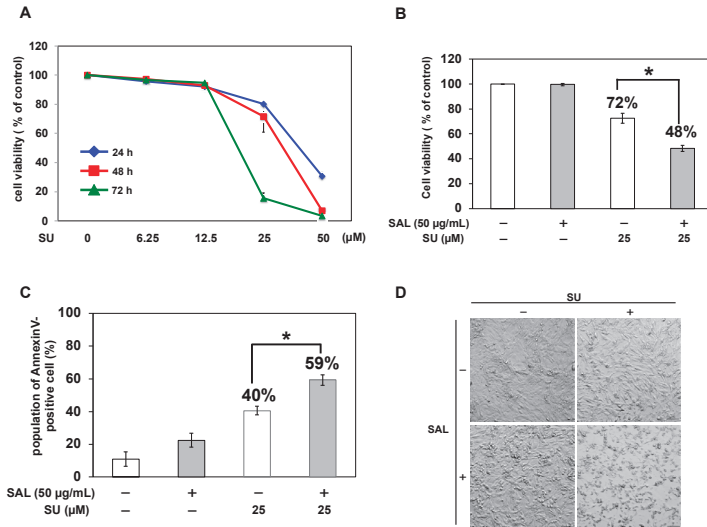 A
120
100
80
60
40
20
0
cell viability ( % of control)
24 h
48 h
72 h
SU 0 6.25 12.5 25 50 (μM)
B
120
100
80
60
40
20
0
Cell viability ( % of control)
*
72%
48%
SAL (50 μg/mL) – + – +
SU (μM) – – 25 25
C
100
80
60
40
20
0
population of AnnexinV-
positive cell (%)
*
40%
59%
SAL (50 μg/mL) – + – +
SU (μM) – – 25 25
D
SU
– +
–
SAL
+